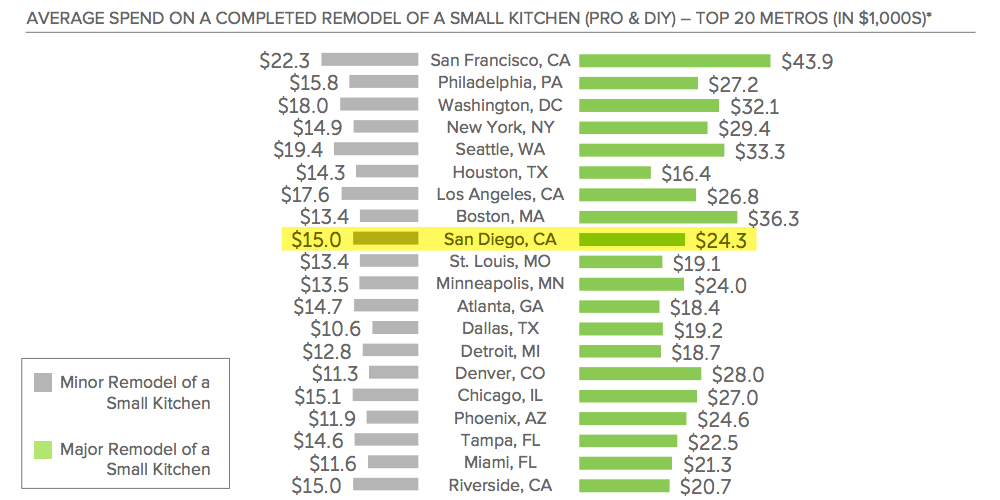 AVERAGE SPEND ON A COMPLETED REMODEL OF A SMALL KITCHEN (PRO & DIY) – TOP 20 METROS (IN $1,000S)*
$22.3 San Francisco, CA $43.9
$15.8 Philadelphia, PA $27.2
$18.0 Washington, DC $32.1
$14.9 New York, NY $29.4
$19.4 Seattle, WA $33.3
$14.3 Houston, TX $16.4
$17.6 Los Angeles, CA $26.8
$13.4 Boston, MA $36.3
$15.0 San Diego, CA $24.3
$13.4 St. Louis, MO $19.1
$13.5 Minneapolis, MN $24.0
$14.7 Atlanta, GA $18.4
$10.6 Dallas, TX $19.2
$12.8 Detroit, MI $18.7
$11.3 Denver, CO $28.0
$15.1 Chicago, IL $27.0
$11.9 Phoenix, AZ $24.6
$14.6 Tampa, FL $22.5
$11.6 Miami, FL $21.3
$15.0 Riverside, CA $20.7
Minor Remodel of a
Small Kitchen
Major Remodel of a
Small Kitchen